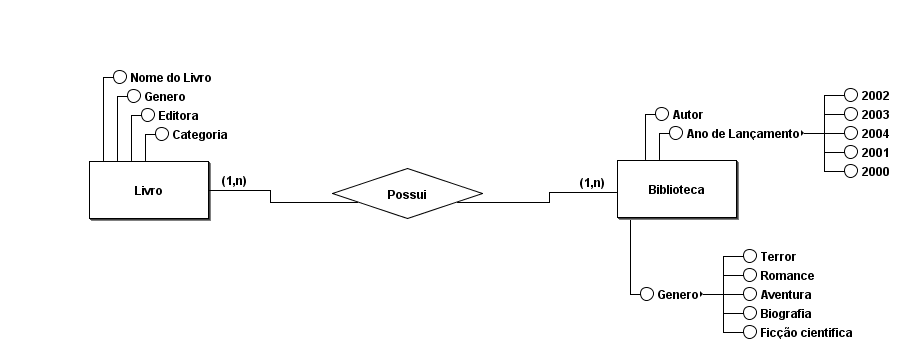 Nome do Livro
Genero
Editora
Categoria
Livro
(1,n)
Possui
(1,n)
Biblioteca
Autor
Ano de Lançamento
2002
2003
2004
2001
2000
Genero
Terror
Romance
Aventura
Biografia
Ficção cientifica